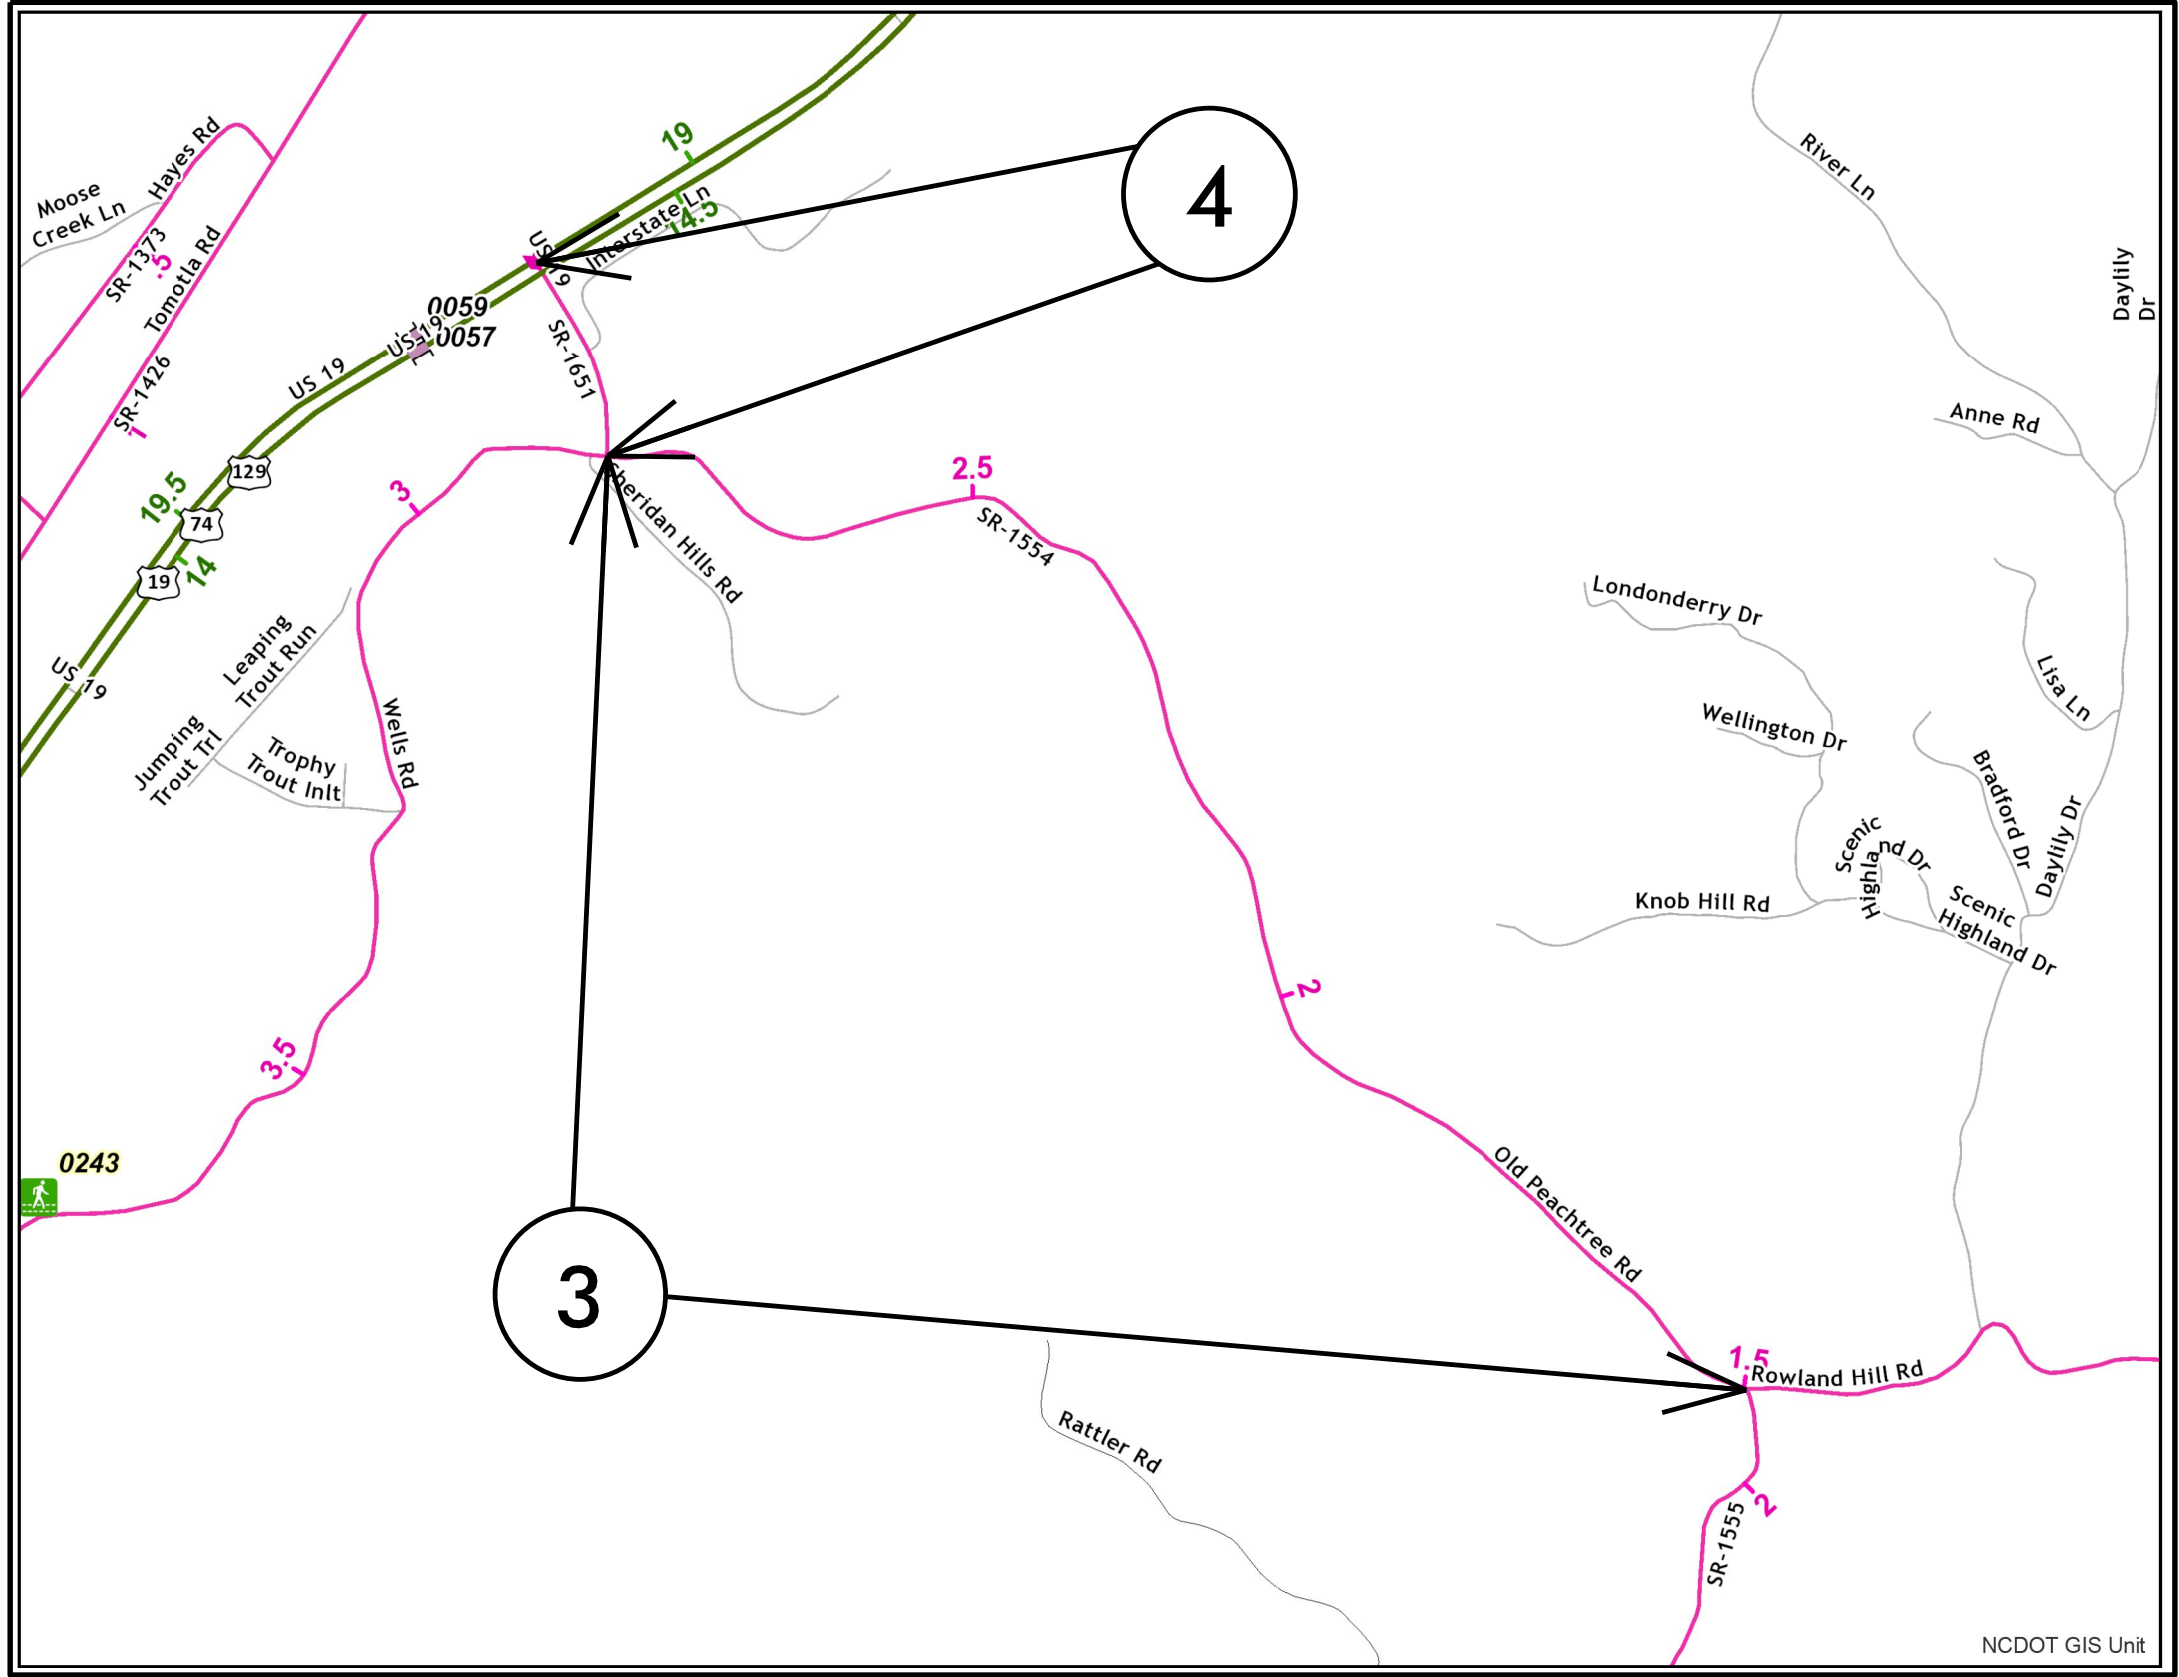 Hayes Rd
Moose
Creek Ln
SR-1373
.5
Tomotla Rd
SR-1426
1
19
Interstate Ln
14.5
US 19
0059
0057
US 19
US 19
SR-1651
4
River Ln
Daylily
Dr
Anne Rd
129
19.5
74
14
19
US 19
3
Sheridan Hills Rd
2.5
SR-1554
Londonderry Dr
Lisa Ln
Wellington Dr
Leaping
Trout Run
Jumping
Trout Trl
Trophy
Trout Inlt
Wells Rd
Bradford Dr
Daylily Dr
Scenic
Highland Dr
Knob Hill Rd
Scenic
Highland Dr
2
3.5
0243
Old Peachtree Rd
3
1.5
Rowland Hill Rd
Rattler Rd
2
SR-1555
NCDOT GIS Unit